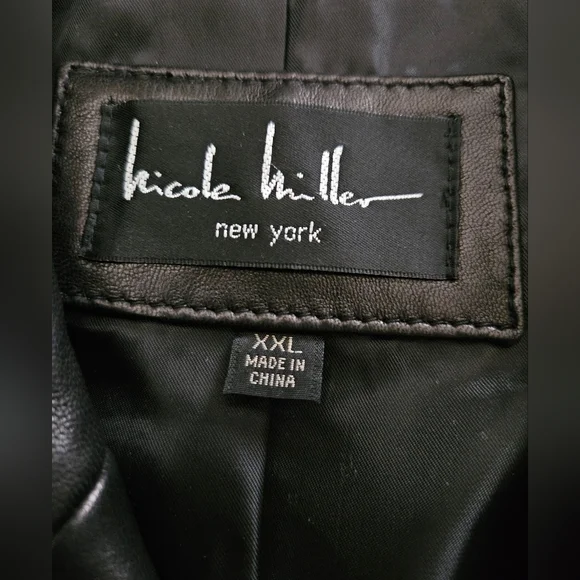 Nicole Miller
new york
XXL
MADE IN
CHINA